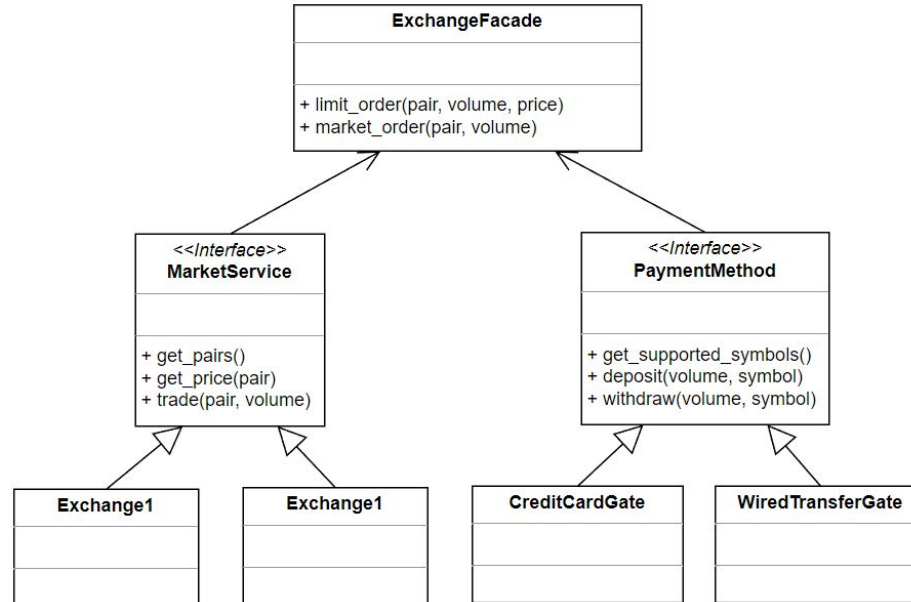 ExchangeFacade
+ limit_order(pair, volume, price)
+ market_order(pair, volume)
<<Interface>>
MarketService
+ get_pairs()
+ get_price(pair)
+ trade(pair, volume)
<<Interface>>
PaymentMethod
+ get_supported_symbols()
+ deposit(volume, symbol)
+ withdraw(volume, symbol)
Exchange1
Exchange1
CreditCardGate
WiredTransferGate